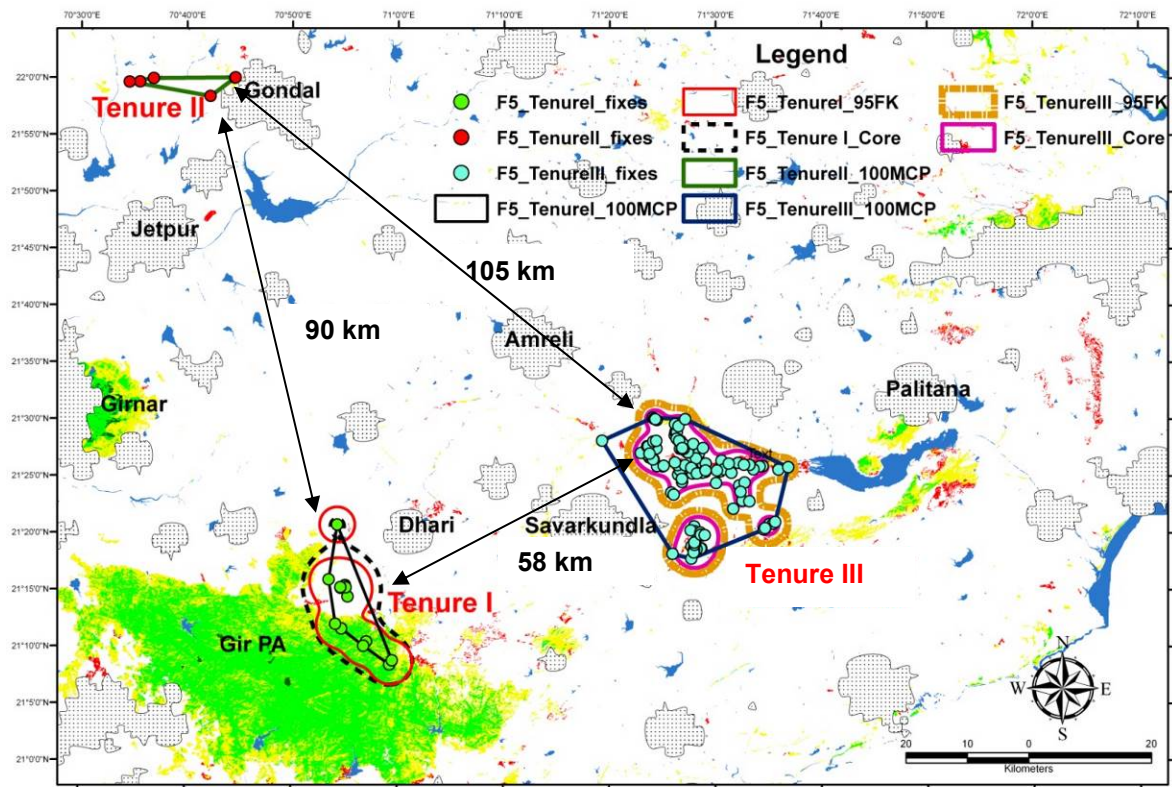 70°30'0"E 70°40'0"E 70°50'0"E 71°0'0"E 71°10'0"E 71°20'0"E 71°30'0"E 71°40'0"E 71°50'0"E 72°0'0"E 72°10'0"E
22°0'0"N
21°55'0"N
21°50'0"N
21°45'0"N
21°40'0"N
21°35'0"N
21°30'0"N
21°25'0"N
21°20'0"N
21°15'0"N
21°10'0"N
21°5'0"N
21°0'0"N
Legend
F5_TenureI_fixes
F5_TenureII_fixes
F5_TenureIII_fixes
F5_TenureI_100MCP
F5_TenureI_95FK
F5_Tenure I_Core
F5_TenureII_100MCP
F5_TenureIII_100MCP
F5_TenureIII_95FK
F5_TenureIII_Core
Gondal
Tenure II
Jetpur
105 km
90 km
Amreli
Girnar
Palitana
Text
Dhari
Savarkundla
58 km
Tenure III
Tenure I
Gir PA
N
W E
S
20 10 0 20
Kilometers